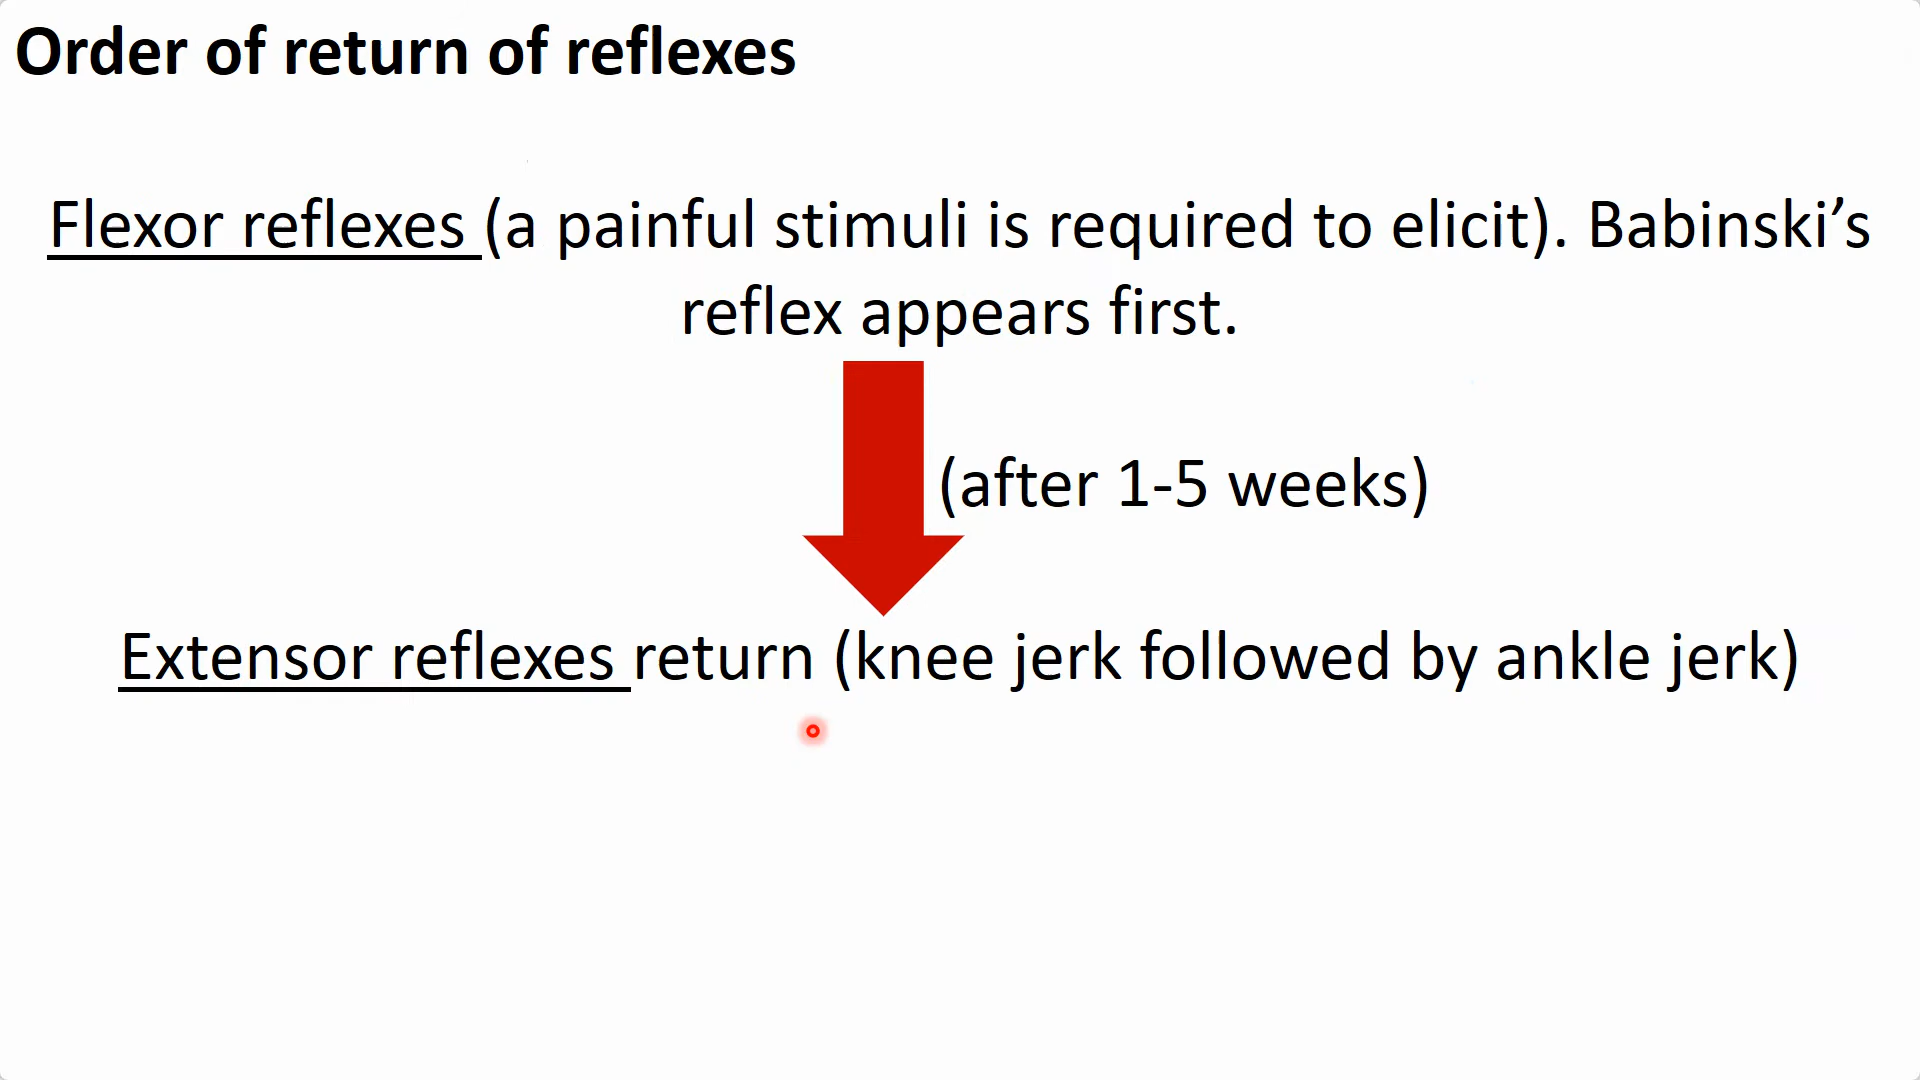 Order of return of reflexes
Flexor reflexes (a painful stimuli is required to elicit). Babinski’s
reflex appears first.
(after 1-5 weeks)
Extensor reflexes return (knee jerk followed by ankle jerk)